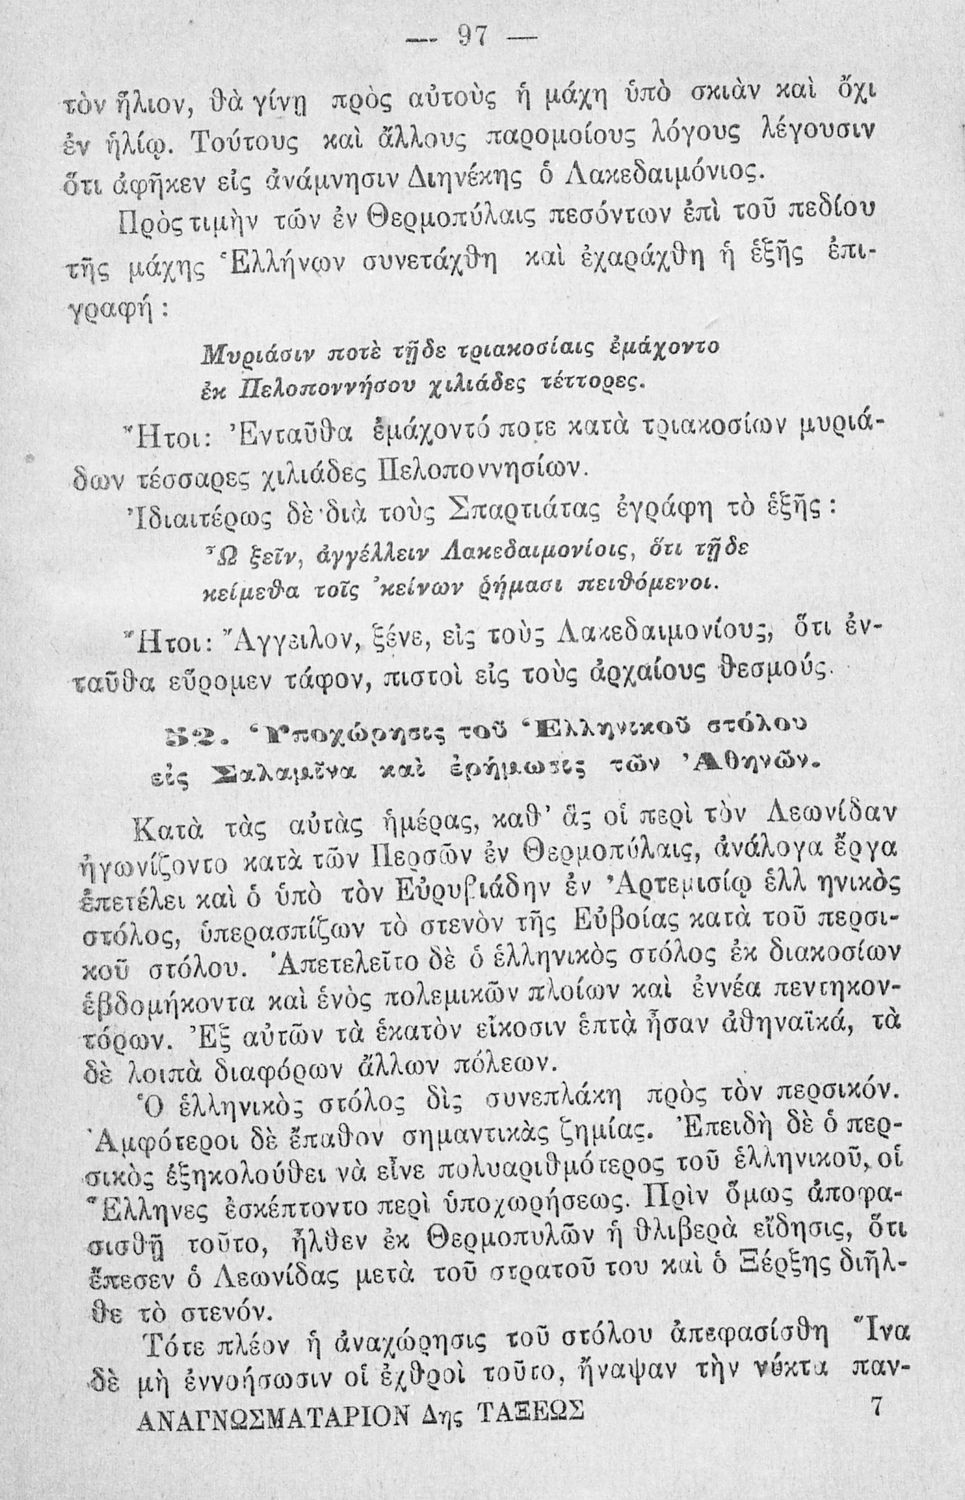 — 97 —
τὸν ἥλιον, θὰ γίνῃ πρὸς αὐτοὺς ἡ μάχη ὑπὸ σκιὰν καὶ ὄχι
ἐν ἡλίῳ. Τούτους καὶ ἄλλους παρομοίους λόγους λέγουσιν
ὅτι ἀφῆκεν εἰς ἀνάμνησιν Διηνέκης ὁ Λακεδαιμόνιος.
Πρὸς τιμὴν τῶν ἐν Θερμοπύλαις πεσόντων ἐπὶ τοῦ πεδίου
τῆς μάχης Ἑλλήνων συνετάχθη καὶ ἐχαράχθη ἡ ἑξῆς ἐπι-
γραφή :
Μυριάσιν ποτὲ τῇδε τριακοσίαις ἐμάχοντο
ἐκ Πελοποννήσου χιλιάδες τέττορες.
Ἤτοι: Ἐνταῦθα ἐμάχοντό ποτε κατὰ τριακοσίων μυριά-
δων τέσσαρες χιλιάδες Πελοποννησίων.
Ἰδιαιτέρως δὲ διὰ τοὺς Σπαρτιάτας ἐγράφη τὸ ἑξῆς :
Ὦ ξεῖν, ἀγγέλλειν Λακεδαιμονίοις, ὅτι τῇδε
κείμεθα τοῖς ’κείνων ῥήμασι πειθόμενοι.
Ἤτοι: Ἄγγειλον, ξένε, εἰς τοὺς Λακεδαιμονίους, ὅτι ἐν-
ταῦθα εὕρομεν τάφον, πιστοὶ εἰς τοὺς ἀρχαίους θεσμούς.
52. Ὑποχώρησις τοῦ Ἑλληνικοῦ στόλου
εἰς Σαλαμῖνα καὶ ἐρήμωσις τῶν Ἀθηνῶν.
Κατὰ τὰς αὐτὰς ἡμέρας, καθ’ ἃς οἱ περὶ τὸν Λεωνίδαν
ἠγωνίζοντο κατὰ τῶν Περσῶν ἐν Θερμοπύλαις, ἀνάλογα ἔργα
ἐπετέλει καὶ ὁ ὑπὸ τὸν Εὐρυβιάδην ἐν Ἀρτεμισίῳ ἑλλ ηνικὸς
στόλος, ὑπερασπίζων τὸ στενὸν τῆς Εὐβοίας κατὰ τοῦ περσι-
κοῦ στόλου. Ἀπετελεῖτο δὲ ὁ ἑλληνικὸς στόλος ἐκ διακοσίων
ἑβδομήκοντα καὶ ἑνὸς πολεμικῶν πλοίων καὶ ἐννέα πεντηκον-
τόρων. Ἐξ αὐτῶν τὰ ἑκατὸν εἴκοσιν ἑπτὰ ἦσαν ἀθηναϊκά, τὰ
δὲ λοιπὰ διαφόρων ἄλλων πόλεων.
Ὁ ἑλληνικὸς στόλος δὶς συνεπλάκη πρὸς τὸν περσικόν.
Ἀμφότεροι δὲ ἔπαθον σημαντικὰς ζημίας. Ἐπειδὴ δὲ ὁ περ-
σικὸς ἐξηκολούθει νὰ εἶνε πολυαριθμότερος τοῦ ἑλληνικοῦ, οἱ
Ἕλληνες ἐσκέπτοντο περὶ ὑποχωρήσεως. Πρὶν ὅμως ἀποφα-
σισθῇ τοῦτο, ἦλθεν ἐκ Θερμοπυλῶν ἡ θλιβερὰ εἴδησις, ὅτι
ἔπεσεν ὁ Λεωνίδας μετὰ τοῦ στρατοῦ του καὶ ὁ Ξέρξης διῆλ-
θε τὸ στενόν.
Τότε πλέον ἡ ἀναχώρησις τοῦ στόλου ἀπεφασίσθη Ἵνα
δὲ μὴ ἐννοήσωσιν οἱ ἐχθροὶ τοῦτο, ἤναψαν τὴν νύκτα παν-
ΑΝΑΓΝΩΣΜΑΤΑΡΙΟΝ Δης ΤΑΞΕΩΣ 7